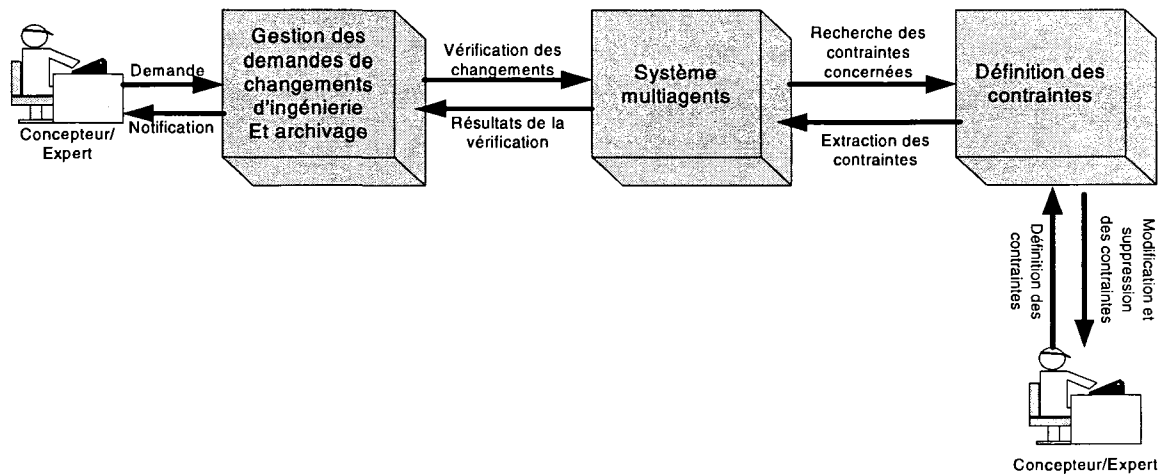 Gestion des
demandes de
changements
d'ingénierie
Et archivage
Demande
Notification
Concepteur/
Expert
Vérification des
changements
Résultats de la
vérification
Système
multiagents
Recherche des
contraintes
concernées
Extraction des
contraintes
Définition des
contraintes
Définition des
contraintes
Modification et
suppression
des contraintes
Concepteur/Expert